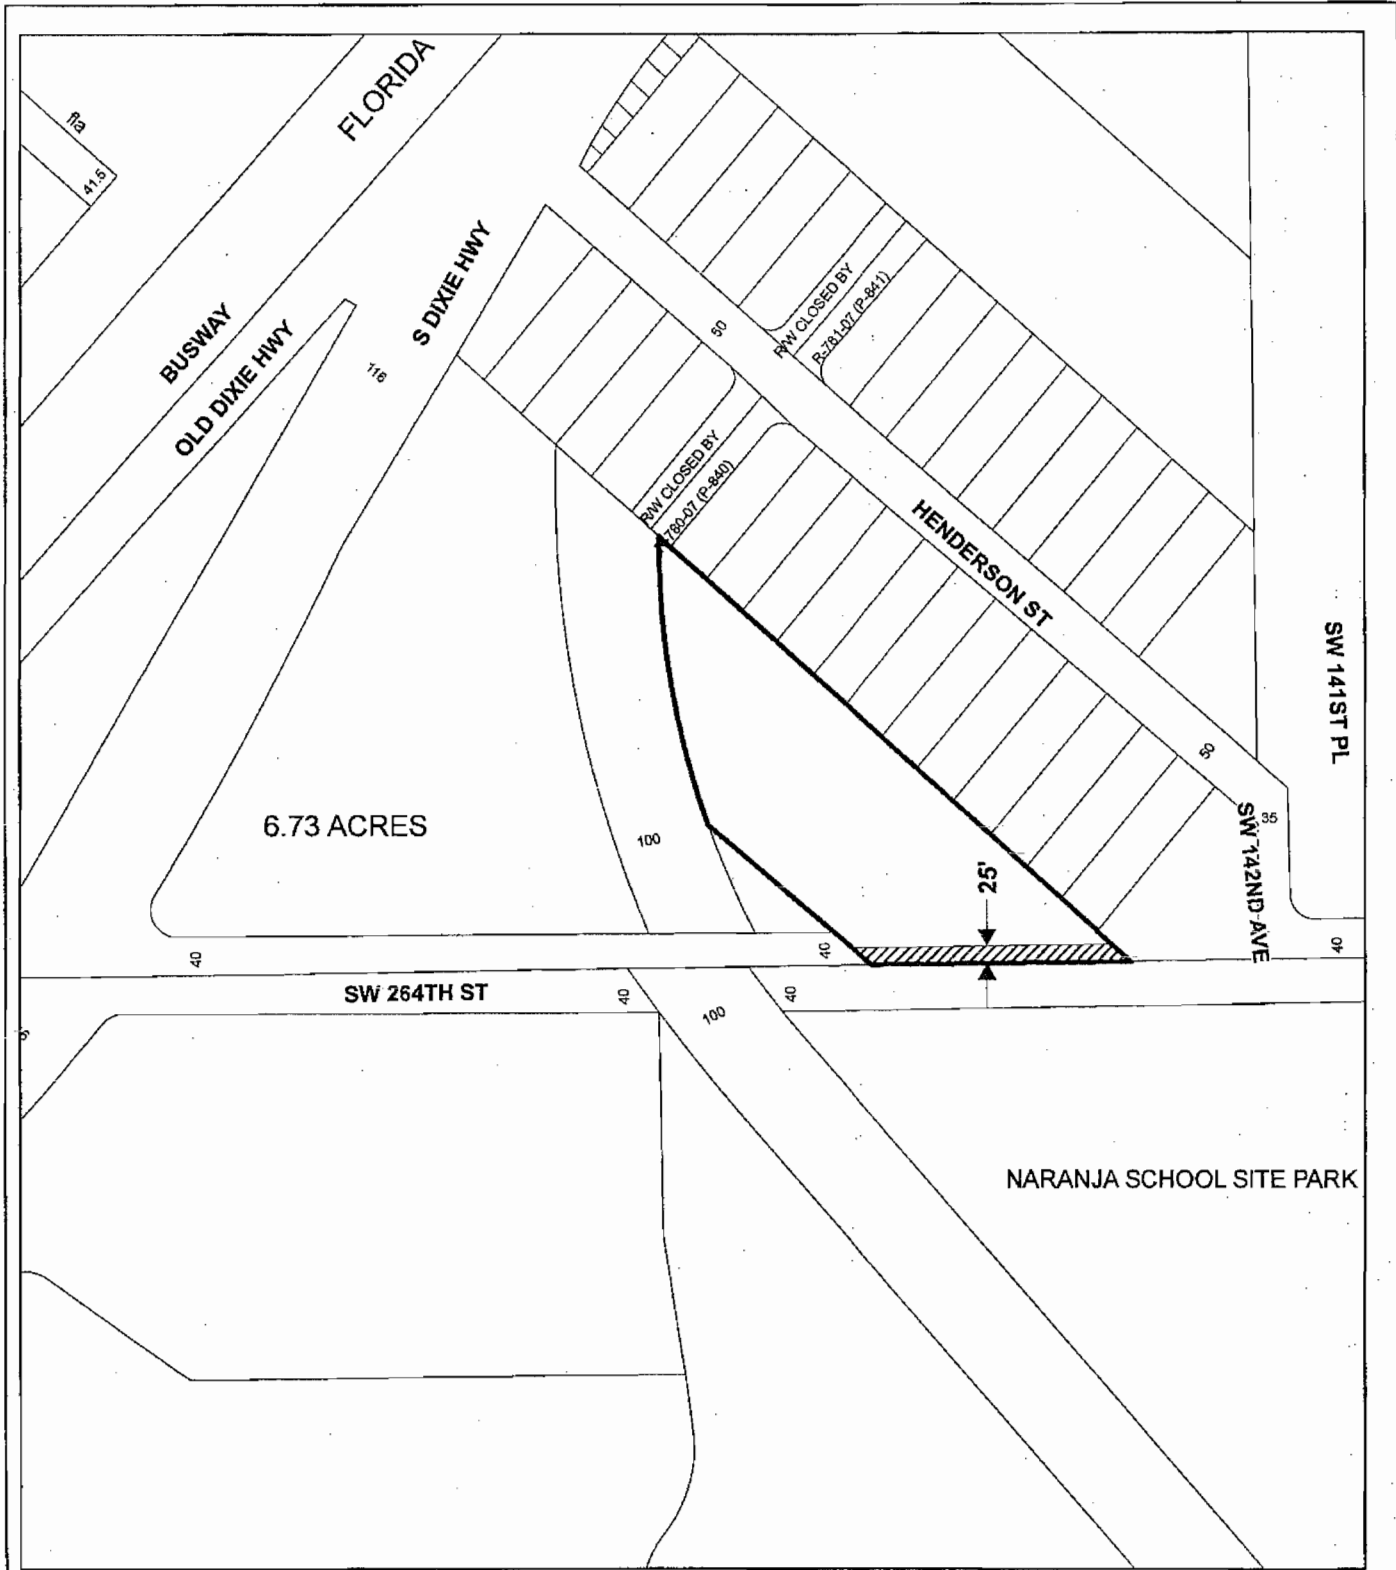 FLORIDA
fla
41.5
BUSWAY
OLD DIXIE HWY
S DIXIE HWY
116
50
R/W CLOSED BY
R-781-07 (P-841)
R/W CLOSED BY
-780-07 (P-840)
HENDERSON ST
SW 141ST PL
50
35
SW 142ND AVE
6.73 ACRES
100
25'
40
40
40
SW 264TH ST
40
100
40
NARANJA SCHOOL SITE PARK